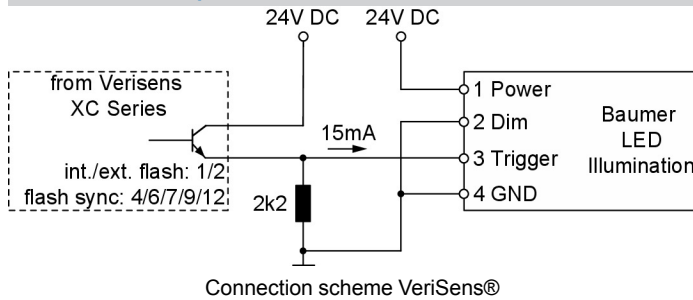 24V DC 24V DC
from Verisens
XC Series
1 Power
2 Dim
Baumer
LED
Illumination
15mA
3 Trigger
int./ext. flash: 1/2
flash sync: 4/6/7/9/12
2k2
4 GND
Connection scheme VeriSens®